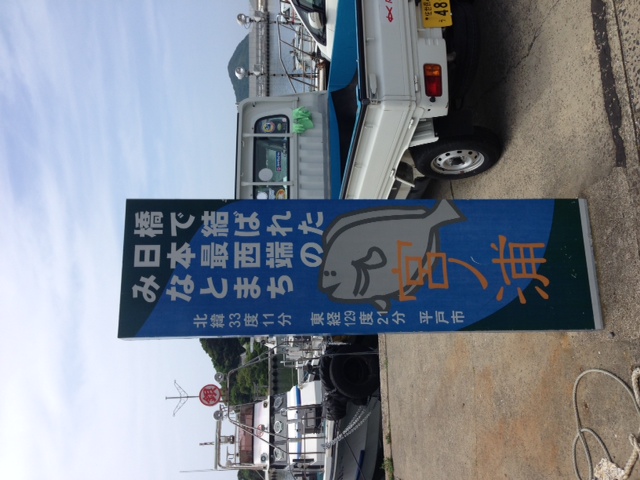 橋で結ばれた
日本最西端の
みなとまち
宮ノ浦
北緯33度11分 東経129度21分 平戸市
48